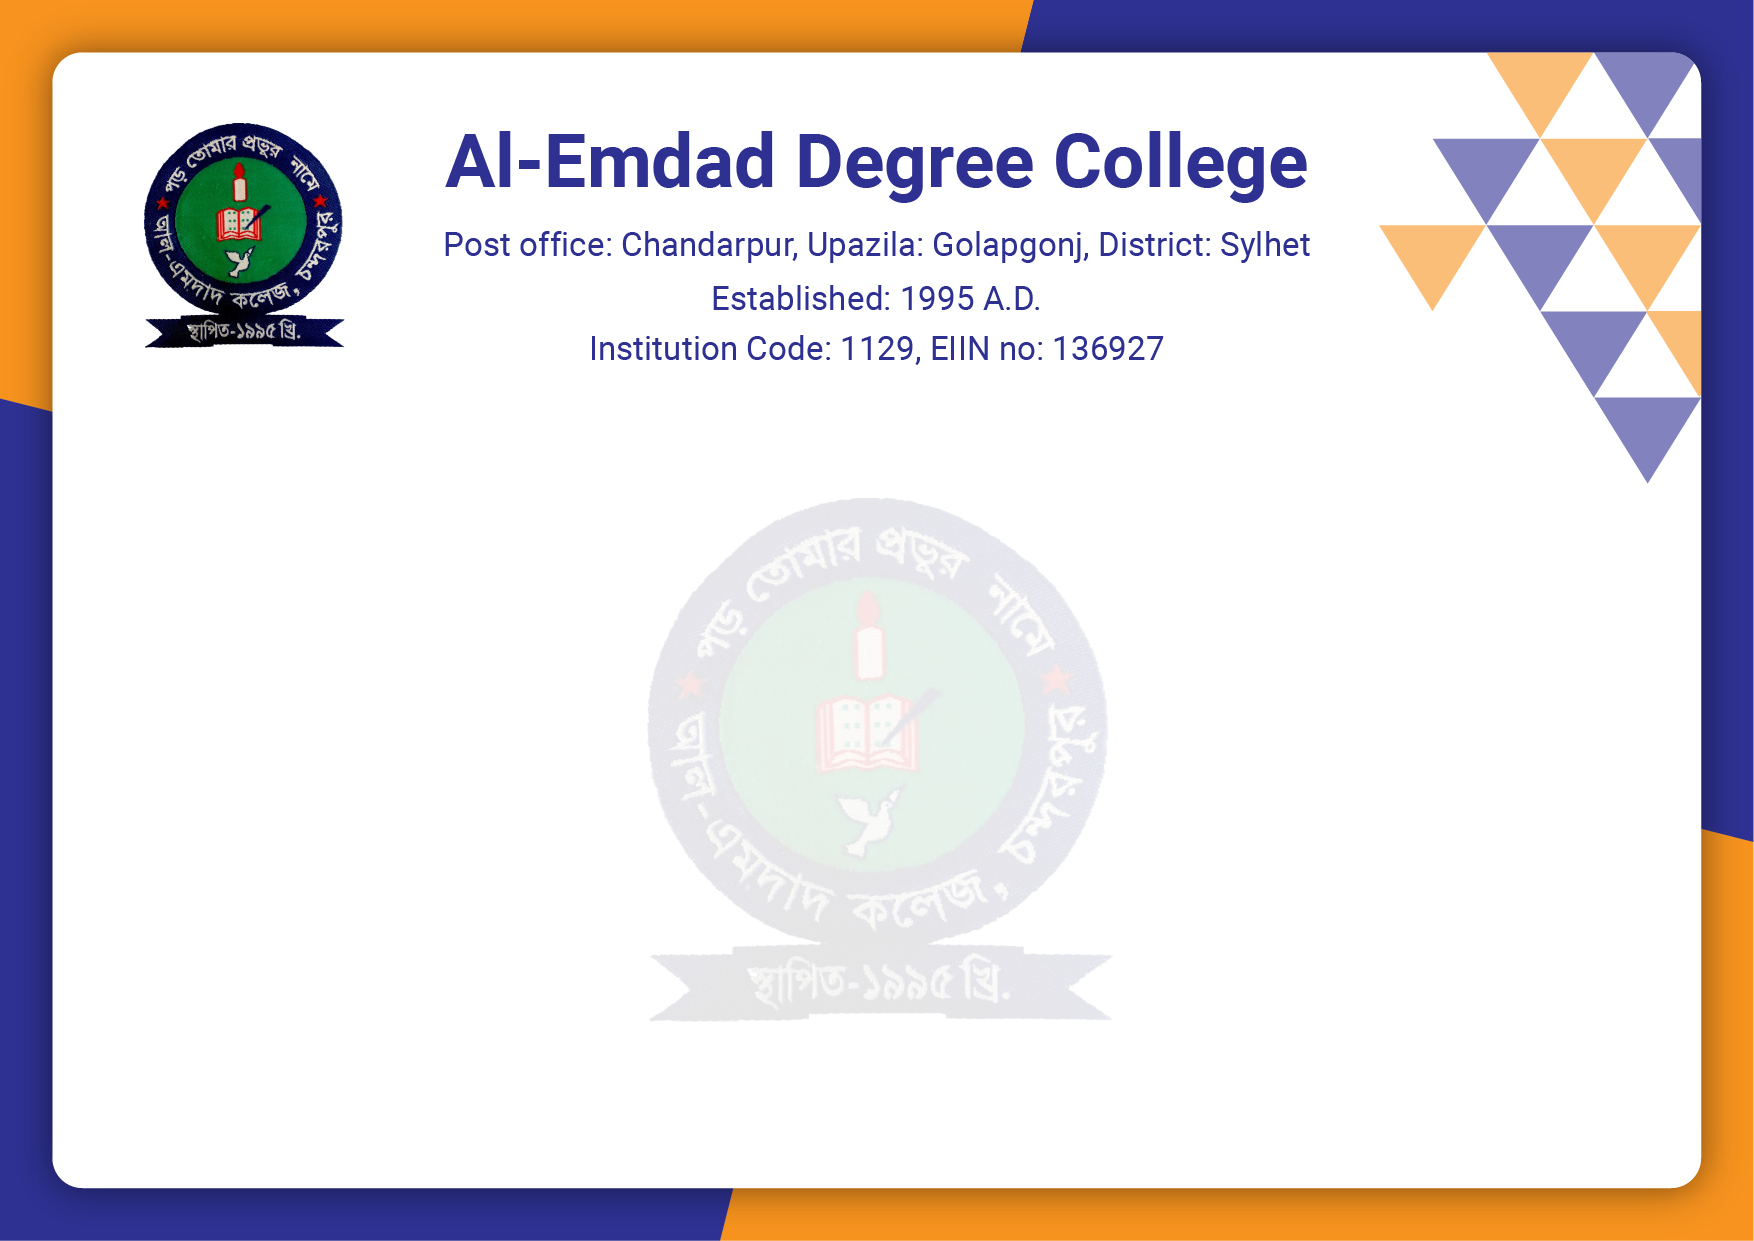 পড় তোমার প্রভুর নামে
আল-এমদাদ কলেজ, চন্দরপুর
স্থাপিত-১৯৯৫ খ্রি.
Al-Emdad Degree College
Post office: Chandarpur, Upazila: Golapgonj, District: Sylhet
Established: 1995 A.D.
Institution Code: 1129, EIIN no: 136927
পড় তোমার প্রভুর নামে
আল-এমদাদ কলেজ, চন্দরপুর
স্থাপিত-১৯৯৫ খ্রি.